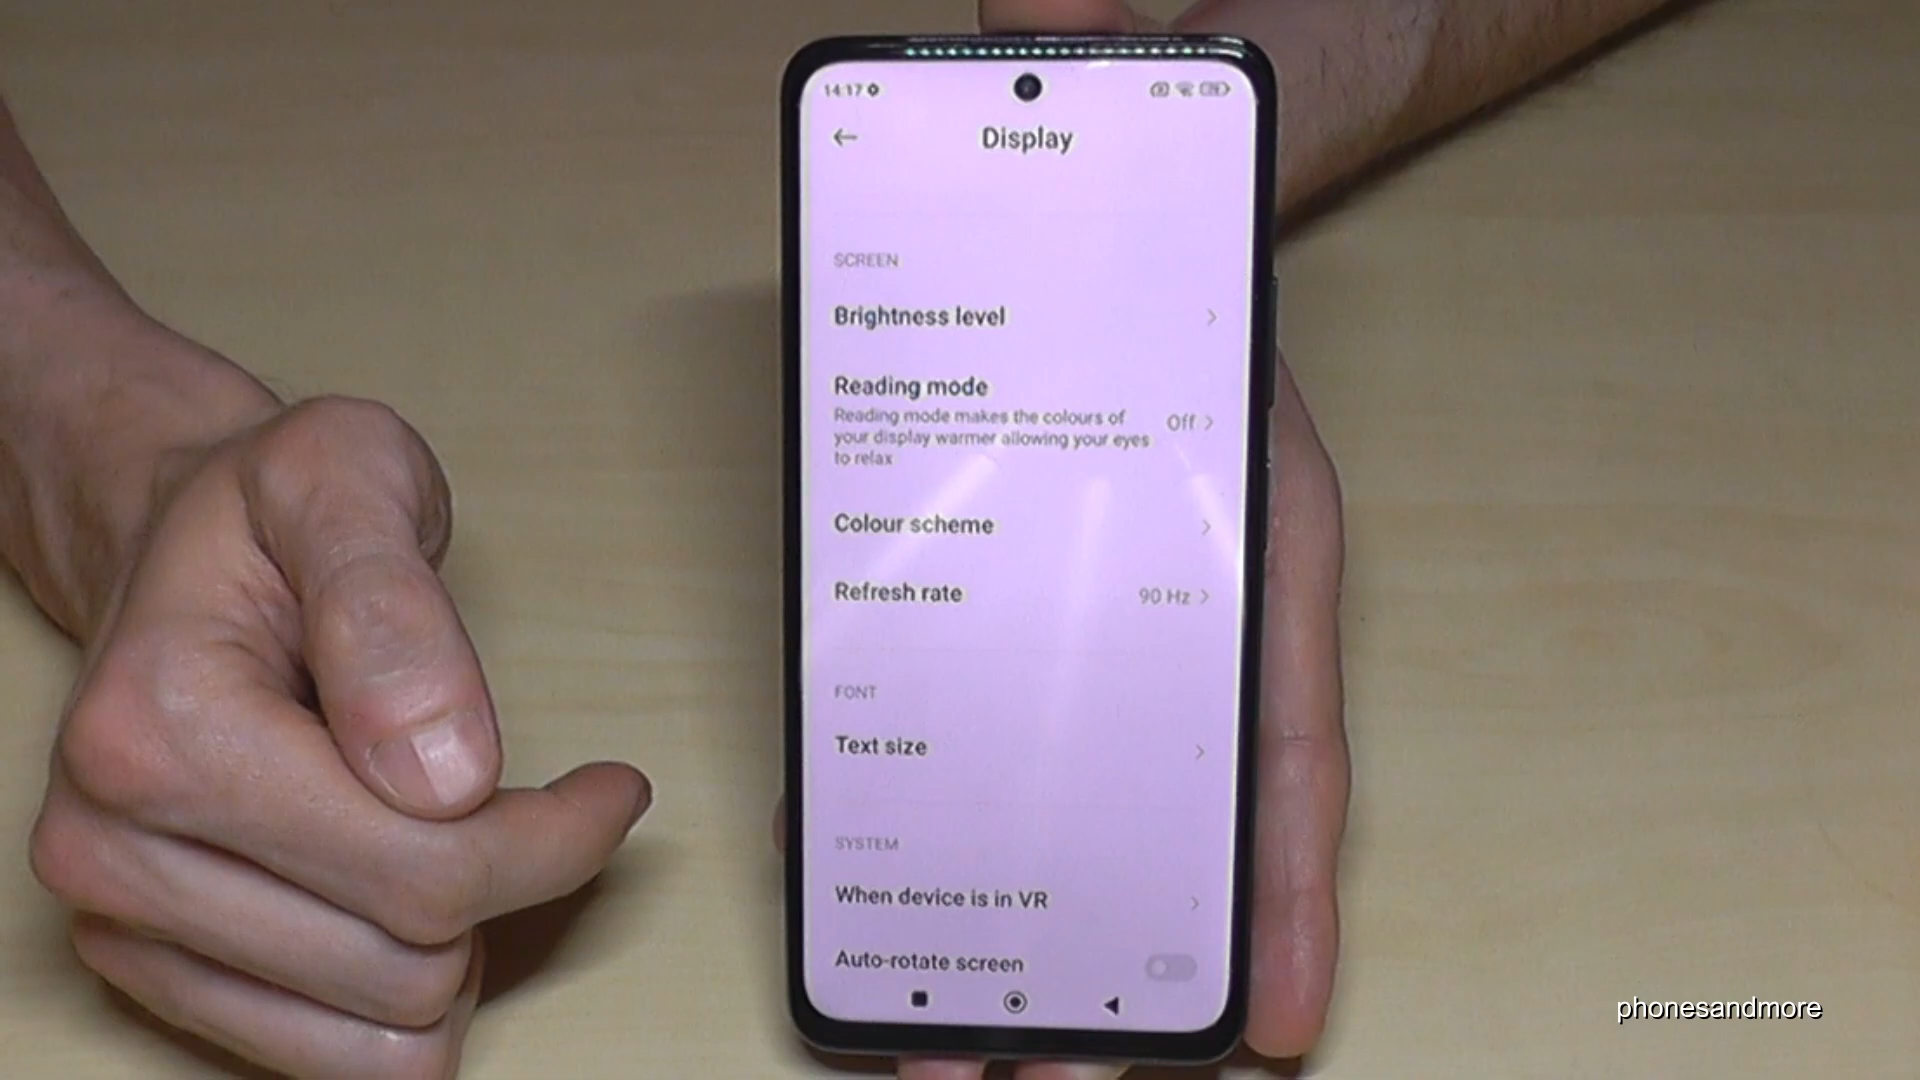 14:17
Display
SCREEN
Brightness level
Reading mode
Reading mode makes the colours of
your display warmer allowing your eyes
to relax
Off
Colour scheme
Refresh rate
90 Hz
FONT
Text size
SYSTEM
When device is in VR
Auto-rotate screen
phonesandmore